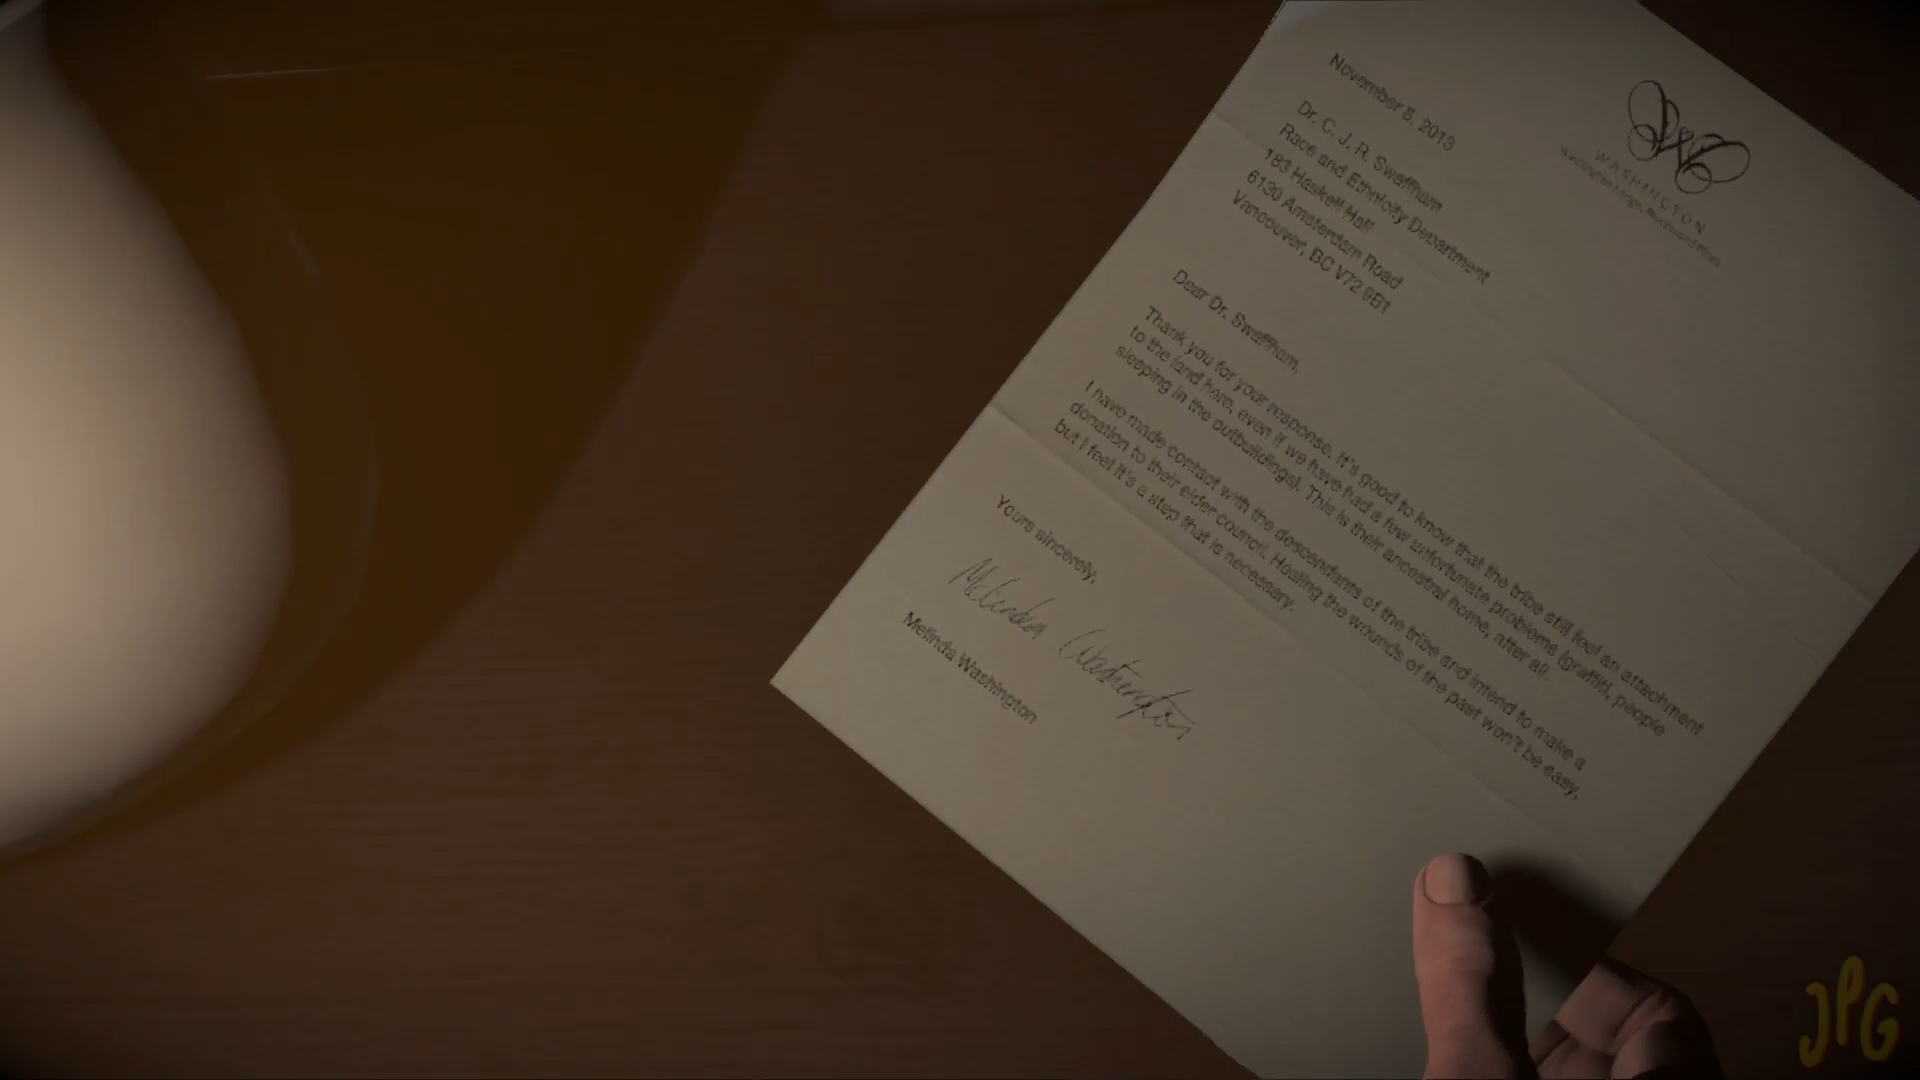 November 8, 2013
WASHINGTON
Dr. C. J. R. Swaffham
Race and Ethnicity Department
183 Haskell Hall
6130 Amsterdam Road
Vancouver, BC V72 9B1
Dear Dr. Swaffham,
Thank you for your response. It's good to know that the tribe still feel an attachment
to the land here, even if we have had a few unfortunate problems (graffiti, people
sleeping in the outbuildings). This is their ancestral home, after all.
I have made contact with the descendants of the tribe and intend to make a
donation to their elder council. Healing the wounds of the past won't be easy,
but I feel it's a step that is necessary.
Yours sincerely,
Melinda Washington
Melinda Washington
JPG